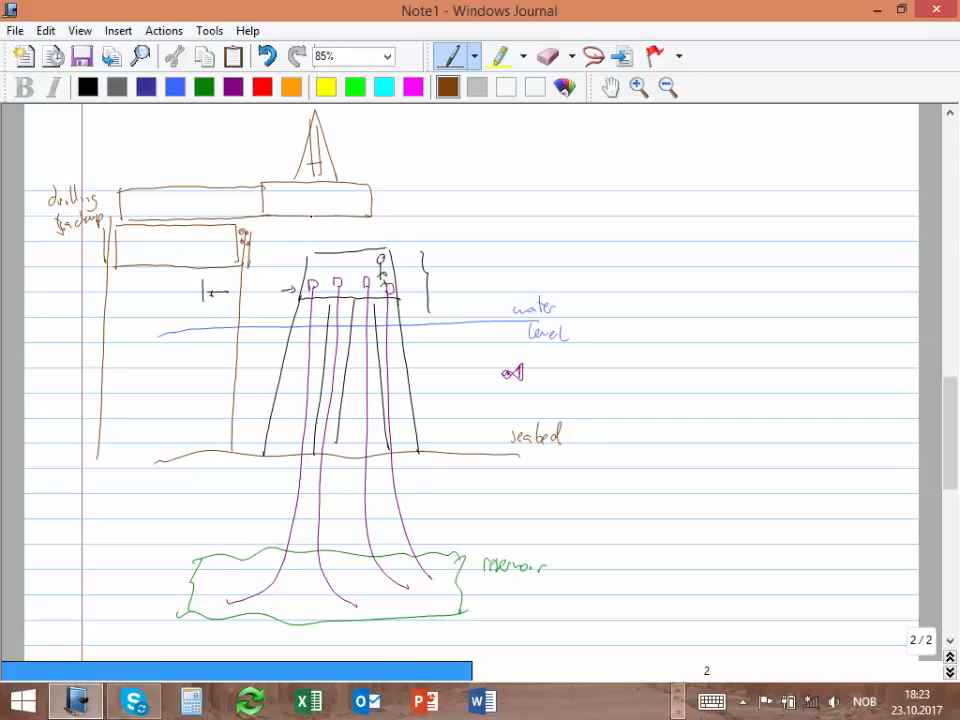 Note1 - Windows Journal
File Edit View Insert Actions Tools Help
85%
B I
drilling
jackup
water
level
seabed
reservoir
2/2
2
NOB
18:23
23.10.2017